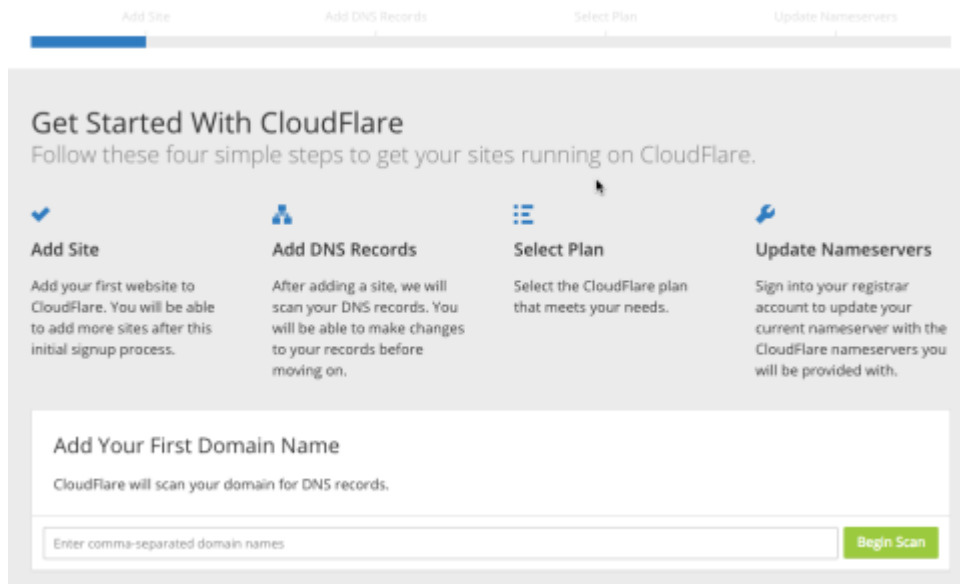 Add Site
Add DNS Records
Select Plan
Update Nameservers
Get Started With CloudFlare
Follow these four simple steps to get your sites running on CloudFlare.
Add Site
Add your first website to
CloudFlare. You will be able
to add more sites after this
initial signup process.
Add DNS Records
After adding a site, we will
scan your DNS records. You
will be able to make changes
to your records before
moving on.
Select Plan
Select the CloudFlare plan
that meets your needs.
Update Nameservers
Sign into your registrar
account to update your
current nameserver with the
CloudFlare nameservers you
will be provided with.
Add Your First Domain Name
CloudFlare will scan your domain for DNS records.
Enter comma-separated domain names
Begin Scan